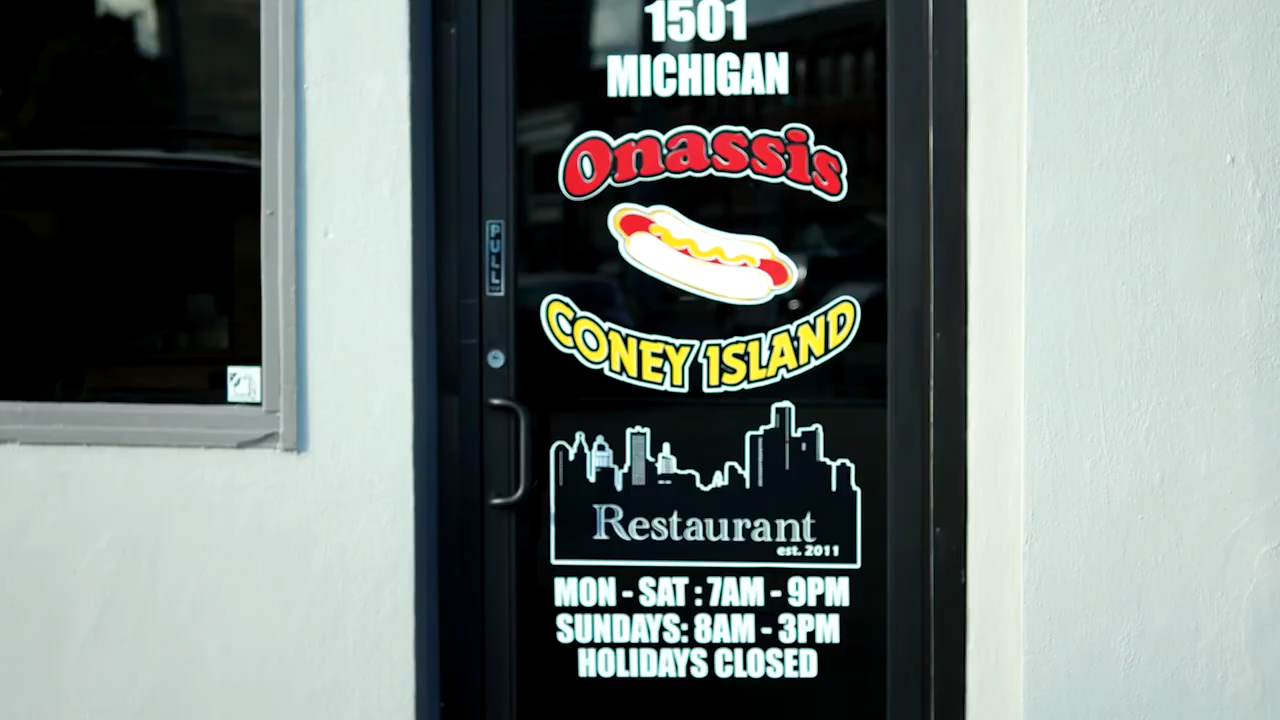 1501
MICHIGAN
Onassis
PULL
CONEY ISLAND
Restaurant
est. 2011
MON - SAT : 7AM - 9PM
SUNDAYS: 8AM - 3PM
HOLIDAYS CLOSED